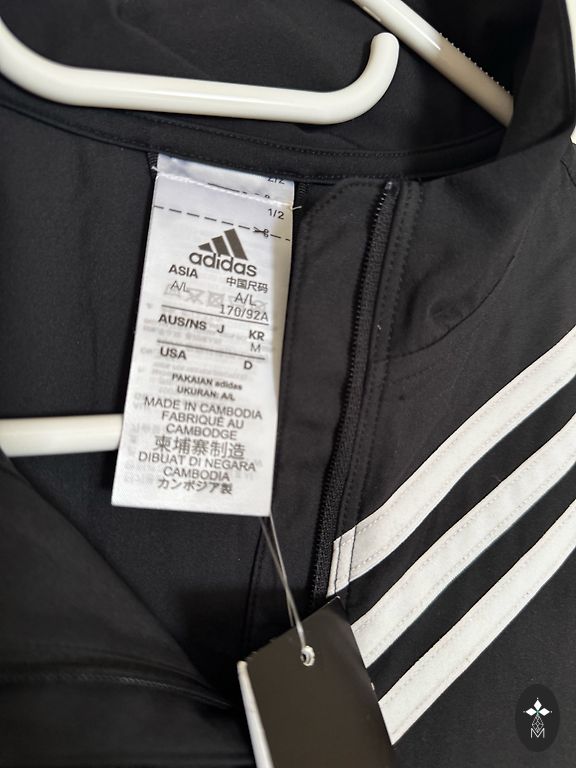 2/2
1/2
adidas
ASIA 中国尺码
A/L A/L
170/92A
AUS/NS J KR
M
USA D
PAKAIAN adidas
UKURAN: A/L
MADE IN CAMBODIA
FABRIQUÉ AU
CAMBODGE
柬埔寨制造
DIBUAT DI NEGARA
CAMBODIA
カンボジア製
M